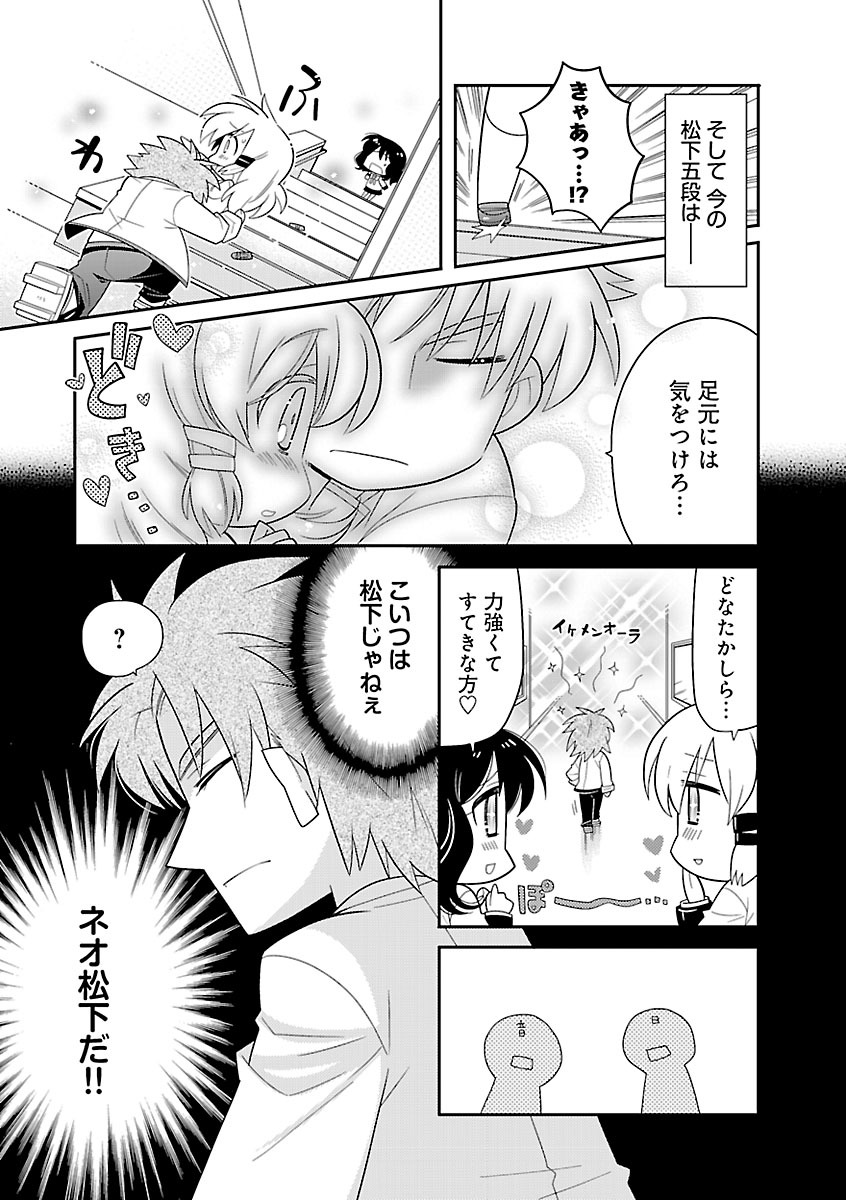 そして今の
松下五段は──
きゃあっ…!?
ふ
わ
足元には
気をつけろ…
どき…
どなたかしら…
イケメンオーラ
力強くて
すてきな方♡
ぽ〜〜…
日
音
こいつは
松下じゃねぇ
?
ネオ松下だ!!